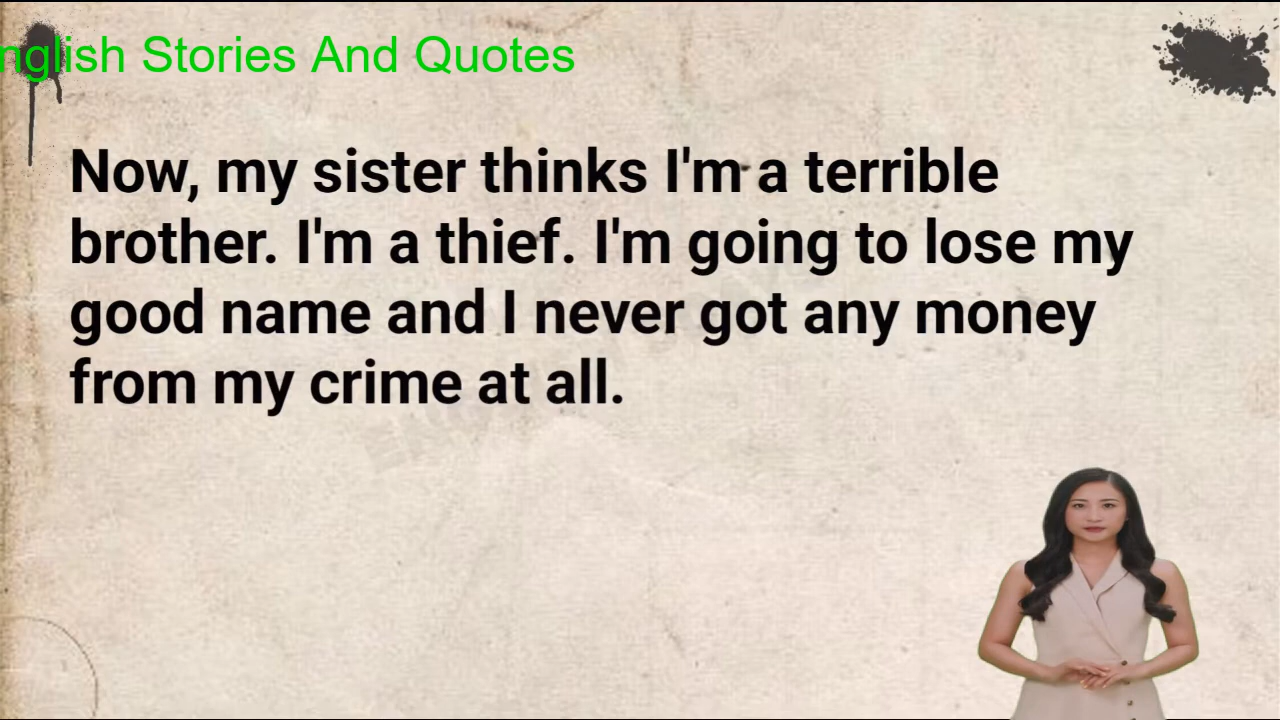 nglish Stories And Quotes
Now, my sister thinks I'm a terrible
brother. I'm a thief. I'm going to lose my
good name and I never got any money
from my crime at all.